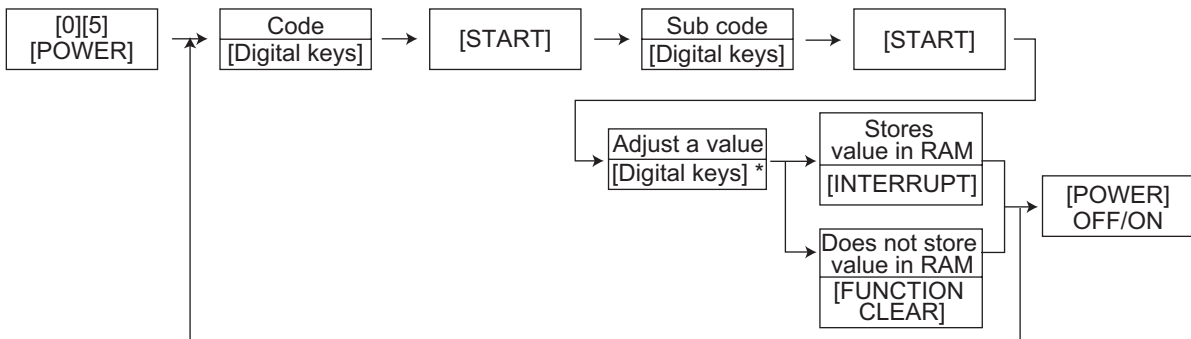 [0][5]
[POWER]
Code
[Digital keys]
[START]
Sub code
[Digital keys]
[START]
Adjust a value
[Digital keys] *
Stores
value in RAM
[INTERRUPT]
Does not store
value in RAM
[FUNCTION
CLEAR]
[POWER]
OFF/ON